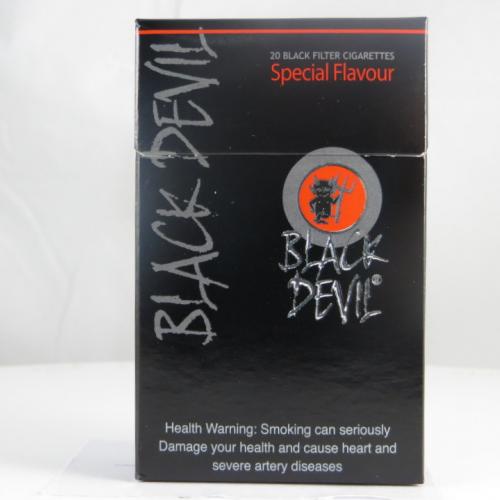 20 BLACK FILTER CIGARETTES
Special Flavour
BLACK DEVIL
BLACK
DEVIL®
Health Warning: Smoking can seriously
Damage your health and cause heart and
severe artery diseases